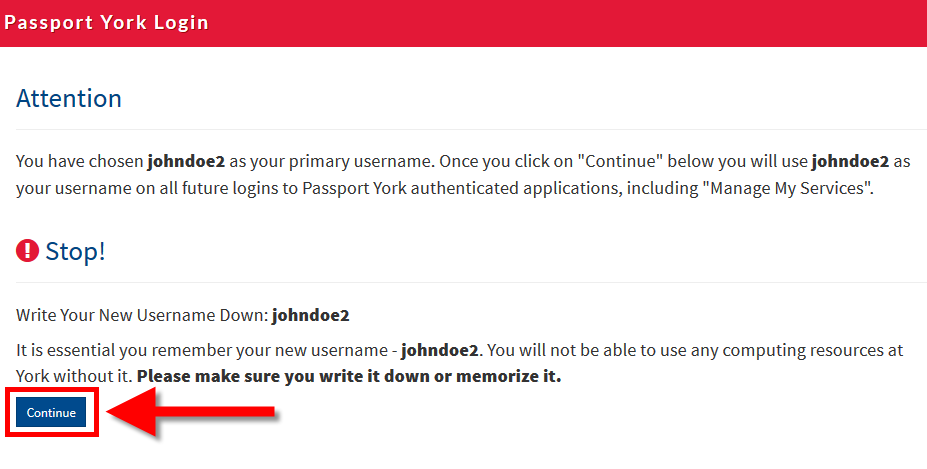 Passport York Login
Attention
You have chosen johndoe2 as your primary username. Once you click on "Continue" below you will use johndoe2 as
your username on all future logins to Passport York authenticated applications, including "Manage My Services".
Stop!
Write Your New Username Down: johndoe2
It is essential you remember your new username - johndoe2. You will not be able to use any computing resources at
York without it. Please make sure you write it down or memorize it.
Continue